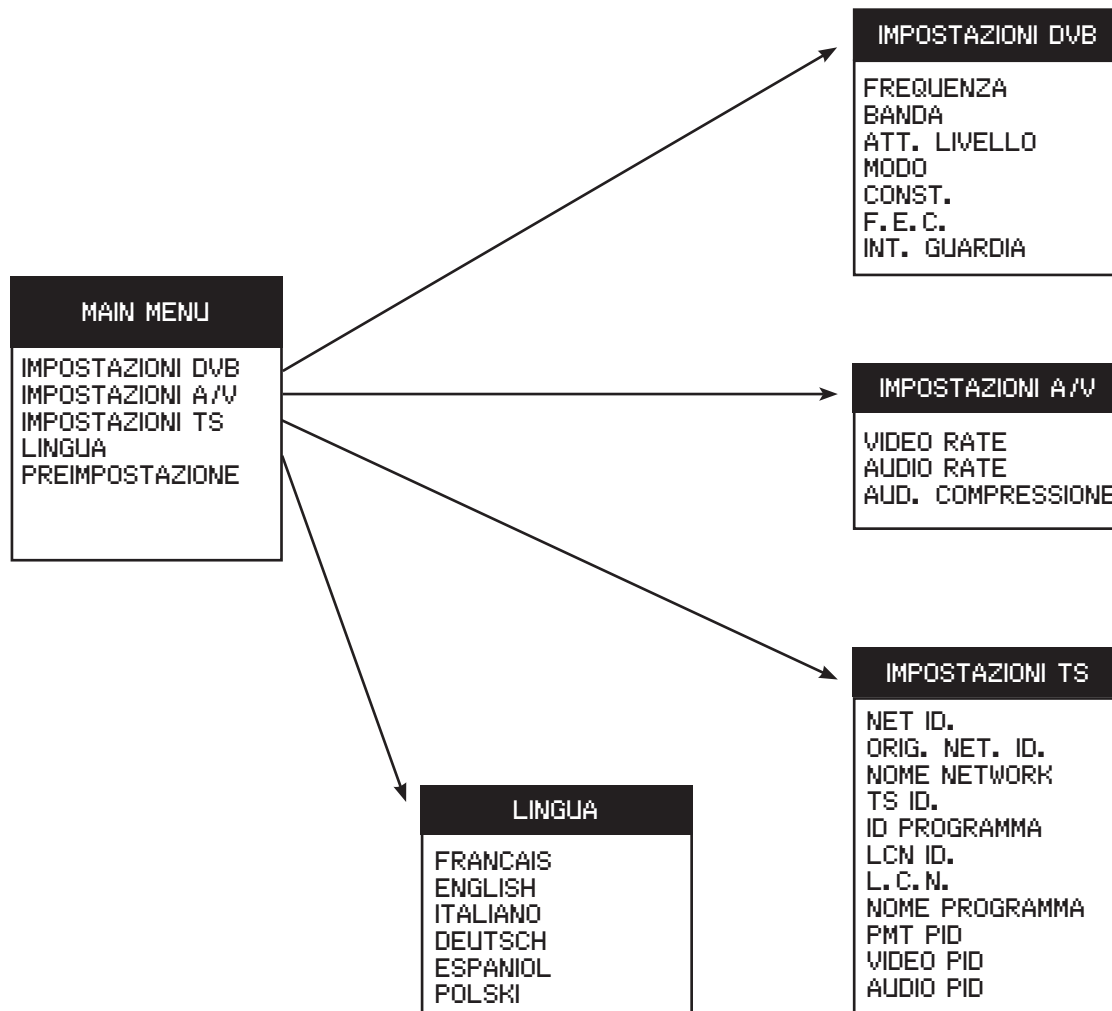 MAIN MENU
IMPOSTAZIONI DVB
IMPOSTAZIONI A/V
IMPOSTAZIONI TS
LINGUA
PREIMPOSTAZIONE
IMPOSTAZIONI DVB
FREQUENZA
BANDA
ATT. LIVELLO
MODO
CONST.
F.E.C.
INT. GUARDIA
IMPOSTAZIONI A/V
VIDEO RATE
AUDIO RATE
AUD. COMPRESSIONE
IMPOSTAZIONI TS
NET ID.
ORIG. NET. ID.
NOME NETWORK
TS ID.
ID PROGRAMMA
LCN ID.
L.C.N.
NOME PROGRAMMA
PMT PID
VIDEO PID
AUDIO PID
LINGUA
FRANCAIS
ENGLISH
ITALIANO
DEUTSCH
ESPANIOL
POLSKI